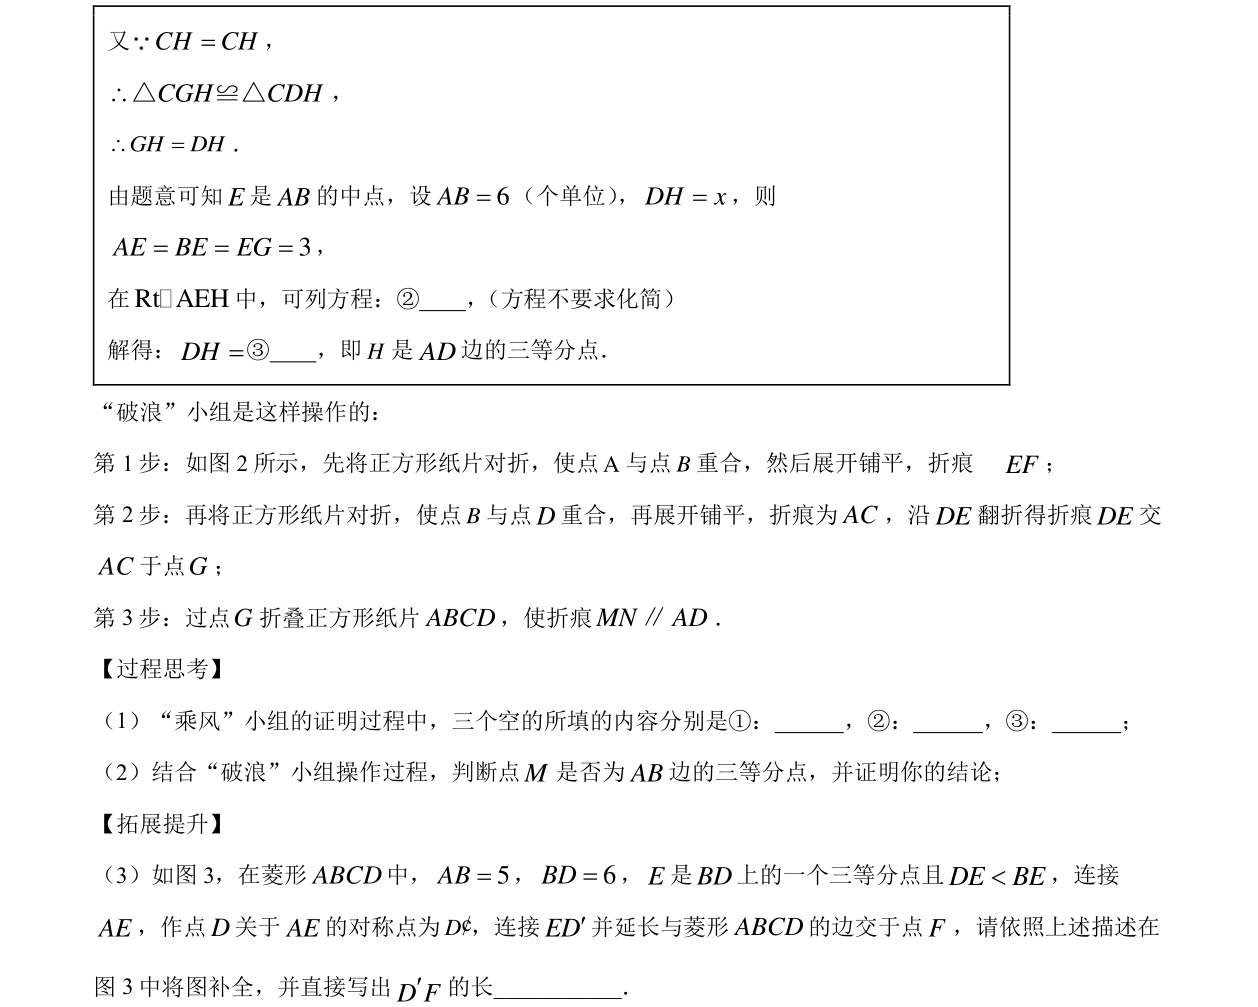 又∵CH = CH，
∴△CGH≌△CDH，
∴GH = DH．
由题意可知E是AB的中点，设AB = 6（个单位），DH = x，则
AE = BE = EG = 3，
在Rt□AEH中，可列方程：②____，（方程不要求化简）
解得：DH =③____，即H是AD边的三等分点．
“破浪”小组是这样操作的：
第1步：如图2所示，先将正方形纸片对折，使点A与点B重合，然后展开铺平，折痕 EF；
第2步：再将正方形纸片对折，使点B与点D重合，再展开铺平，折痕为AC，沿DE翻折得折痕DE交
AC于点G；
第3步：过点G折叠正方形纸片ABCD，使折痕MN∥AD．
【过程思考】
（1）“乘风”小组的证明过程中，三个空的所填的内容分别是①：______，②：______，③：______；
（2）结合“破浪”小组操作过程，判断点M是否为AB边的三等分点，并证明你的结论；
【拓展提升】
（3）如图3，在菱形ABCD中，AB = 5，BD = 6，E是BD上的一个三等分点且DE < BE，连接
AE，作点D关于AE的对称点为D¢，连接ED′并延长与菱形ABCD的边交于点F，请依照上述描述在
图3中将图补全，并直接写出D′F的长___________．